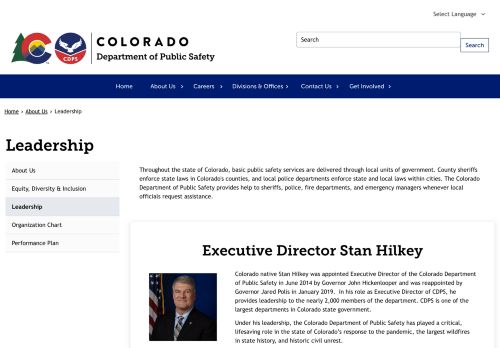 Select Language
COLORADO
Department of Public Safety
CDPS
Search
Search
Home
About Us
Careers
Divisions & Offices
Contact Us
Get Involved
Home › About Us › Leadership
Leadership
About Us
Equity, Diversity & Inclusion
Leadership
Organization Chart
Performance Plan
Throughout the state of Colorado, basic public safety services are delivered through local units of government. County sheriffs
enforce state laws in Colorado's counties, and local police departments enforce state and local laws within cities. The Colorado
Department of Public Safety provides help to sheriffs, police, fire departments, and emergency managers whenever local
officials request assistance.
Executive Director Stan Hilkey
Colorado native Stan Hilkey was appointed Executive Director of the Colorado Department
of Public Safety in June 2014 by Governor John Hickenlooper and was reappointed by
Governor Jared Polis in January 2019. In his role as Executive Director of CDPS, he
provides leadership to the nearly 2,000 members of the department. CDPS is one of the
largest departments in Colorado state government.
Under his leadership, the Colorado Department of Public Safety has played a critical,
lifesaving role in the state of Colorado's response to the pandemic, the largest wildfires
in state history, and historic civil unrest.